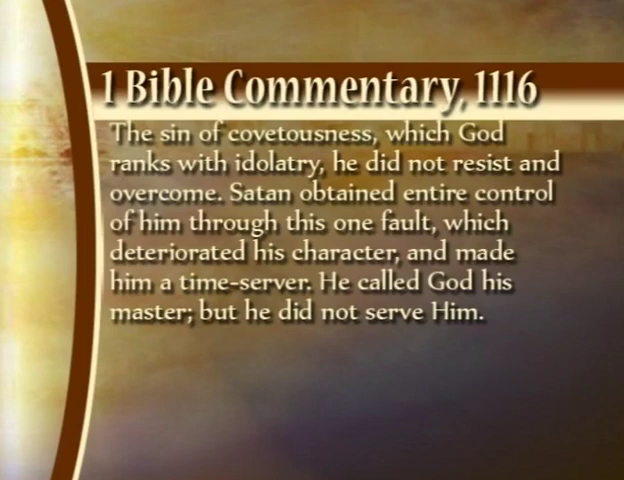 1 Bible Commentary, 1116
The sin of covetousness, which God
ranks with idolatry, he did not resist and
overcome. Satan obtained entire control
of him through this one fault, which
deteriorated his character, and made
him a time-server. He called God his
master; but he did not serve Him.